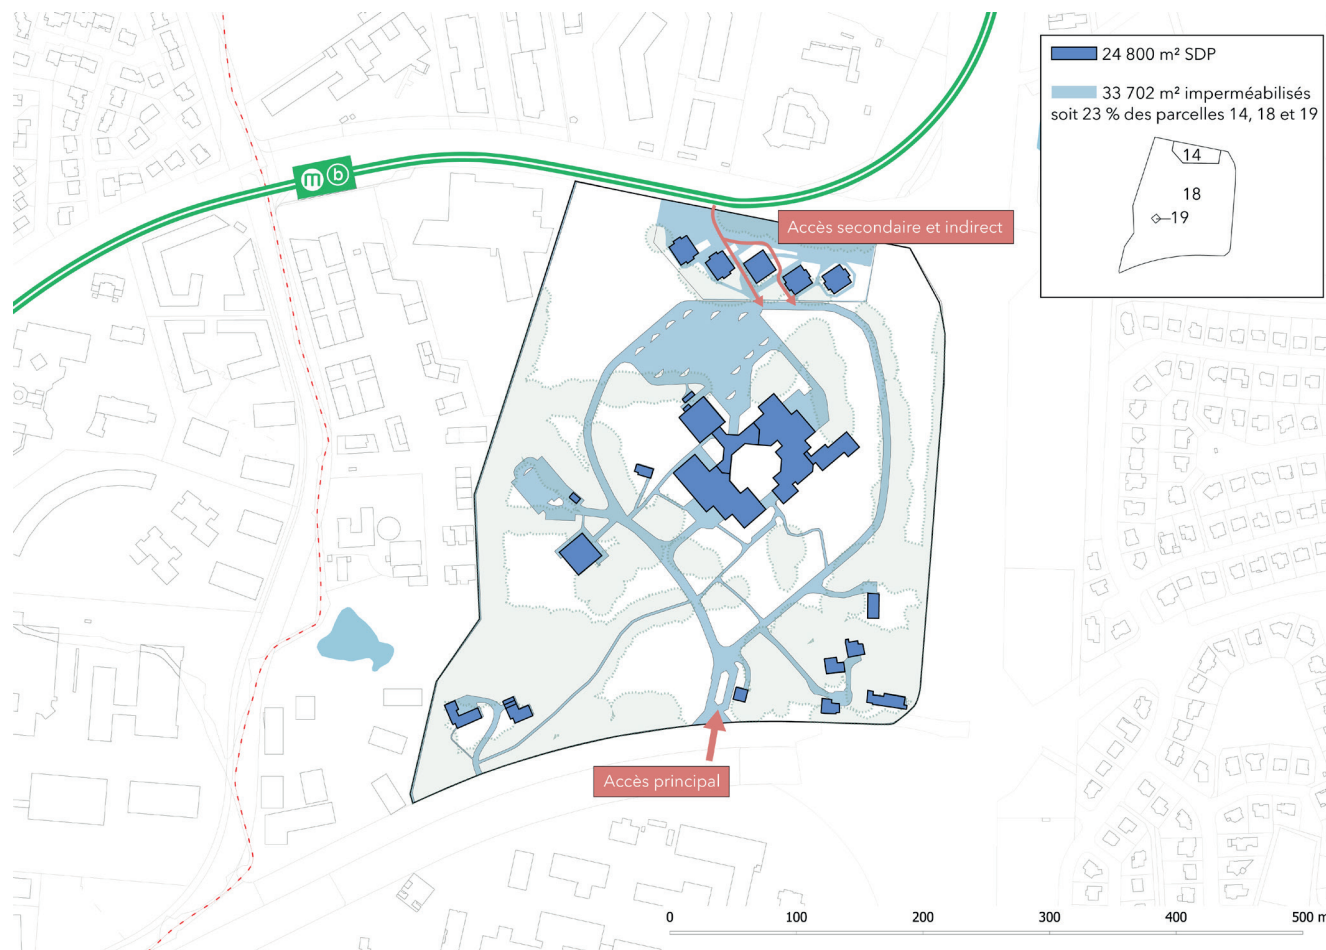 24 800 m² SDP
33 702 m² imperméabilisés
soit 23 % des parcelles 14, 18 et 19
14
18
19
m b
Accès secondaire et indirect
Accès principal
0 100 200 300 400 500 m